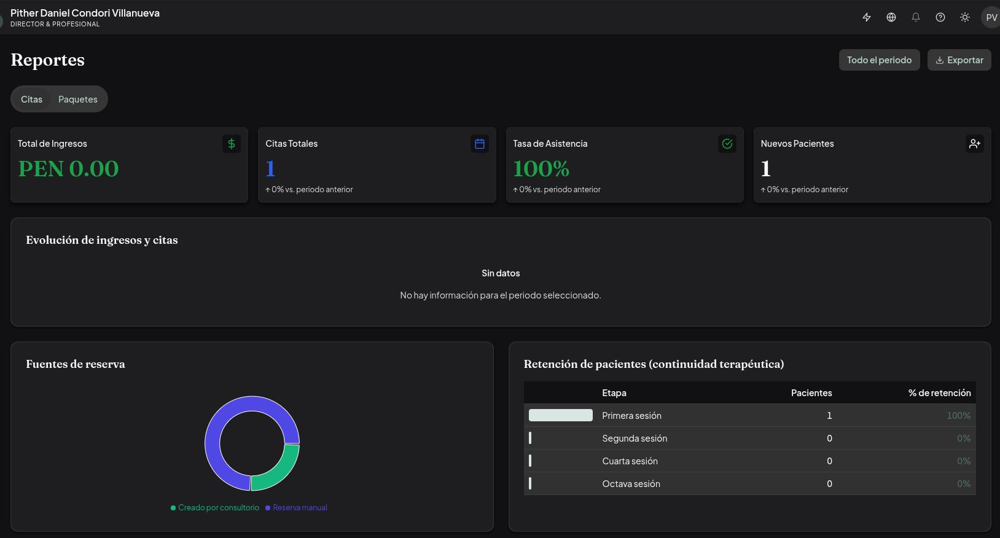 Pither Daniel Condori Villanueva
DIRECTOR & PROFESIONAL
PV
Reportes
Todo el periodo
Exportar
Citas
Paquetes
Total de Ingresos
PEN 0.00
Citas Totales
1
↑ 0% vs. periodo anterior
Tasa de Asistencia
100%
↑ 0% vs. periodo anterior
Nuevos Pacientes
1
↑ 0% vs. periodo anterior
Evolución de ingresos y citas
Sin datos
No hay información para el periodo seleccionado.
Fuentes de reserva
Creado por consultorio
Reserva manual
Retención de pacientes (continuidad terapéutica)
Etapa Pacientes % de retención
Primera sesión 1 100%
Segunda sesión 0 0%
Cuarta sesión 0 0%
Octava sesión 0 0%